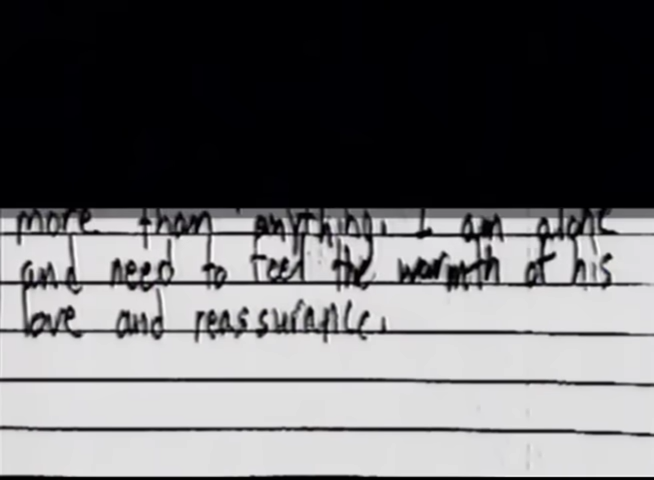 more than anything. I am alone
and need to feel the warmth of his
love and reassurance.